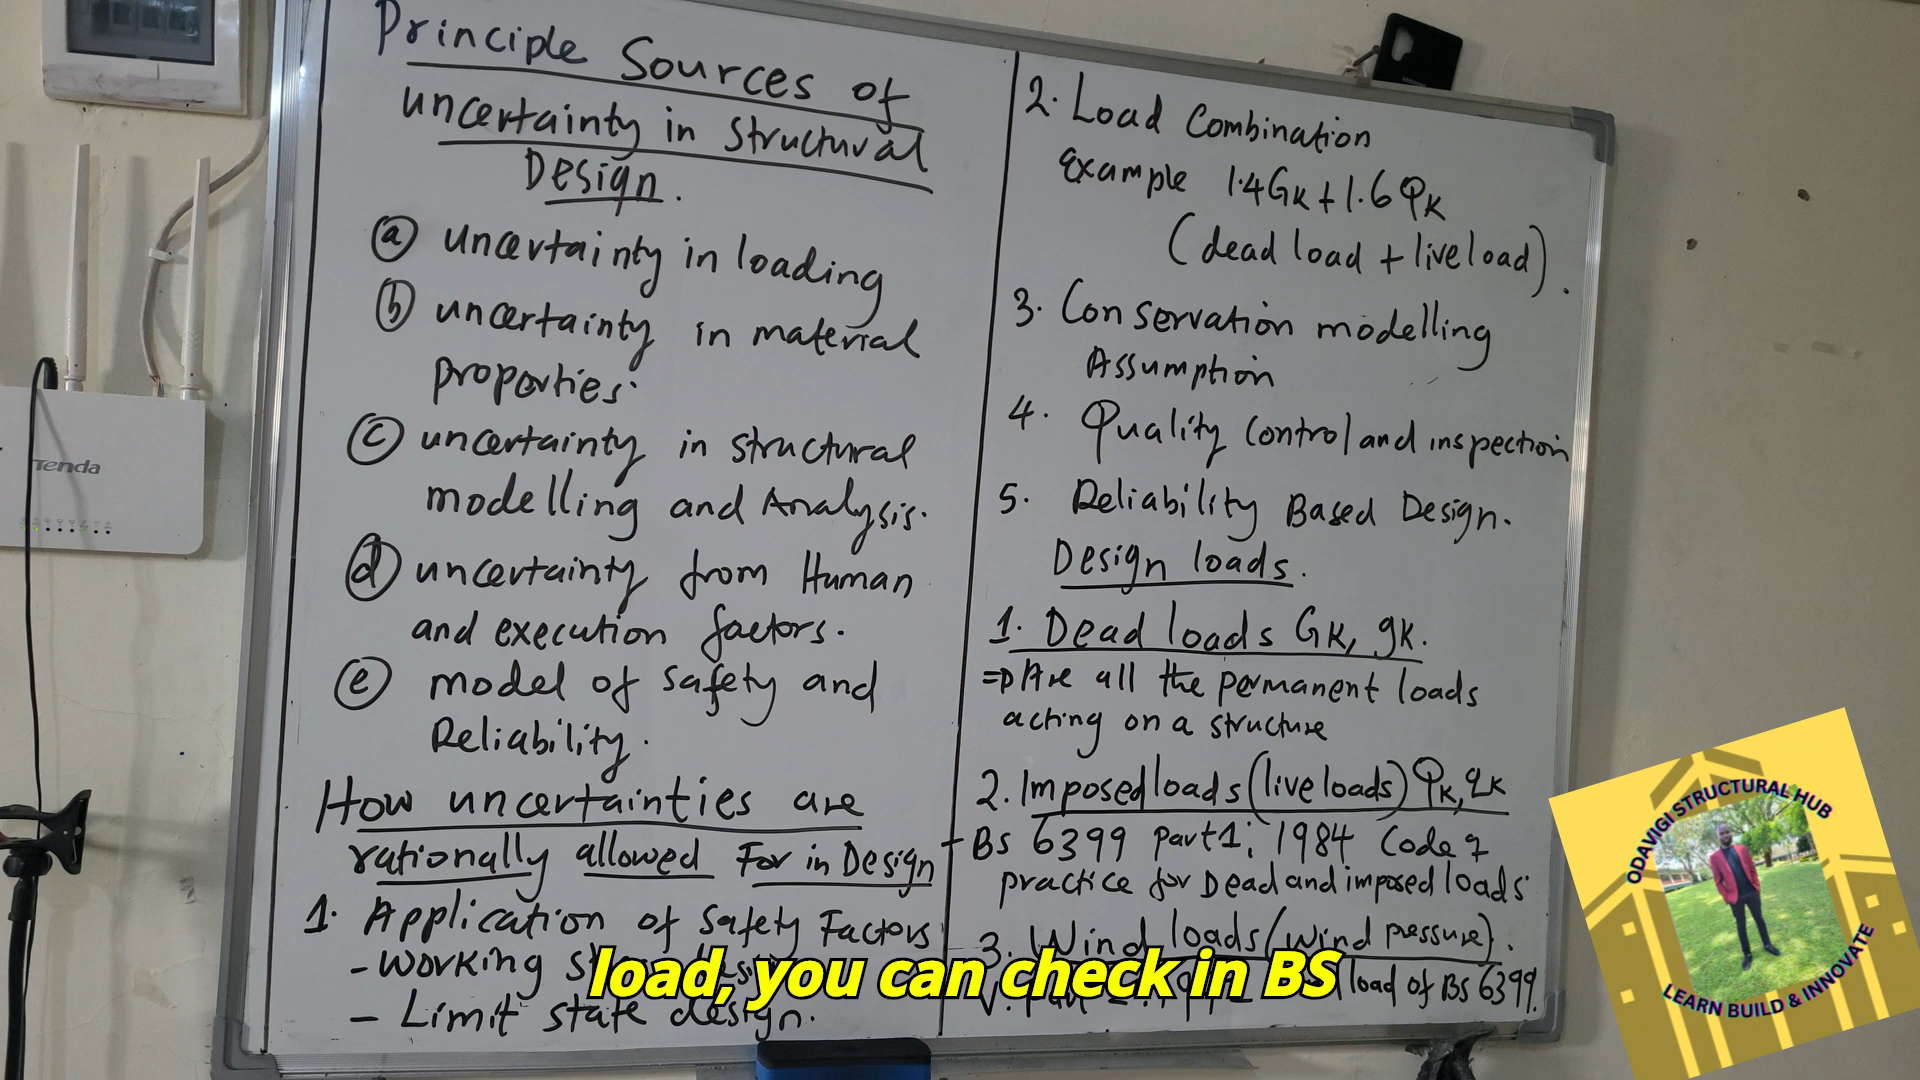 Principle Sources of
uncertainty in Structural
Design.
(a) uncertainty in loading
(b) uncertainty in material
properties.
(c) uncertainty in structural
modelling and Analysis.
(d) uncertainty from Human
and execution factors.
(e) model of safety and
Reliability.
How uncertainties are
rationally allowed For in Design
1. Application of Safety Factors
- Working
- Limit state design.
2. Load Combination
Example 1.4GK+1.6QK
(dead load + live load).
3. Conservation modelling
Assumption
4. Quality Control and inspection
5. Reliability Based Design.
Design loads.
1. Dead loads GK, gK.
⇒ Are all the permanent loads
acting on a structure
2. Imposed loads (live loads) QK, qK
- BS 6399 part 1; 1984 Code of
practice for Dead and imposed loads.
3. Wind loads (wind pressure).
load of BS 6399.
load, you can check in BS
Tenda
ODAVIGI STRUCTURAL HUB
LEARN BUILD & INNOVATE